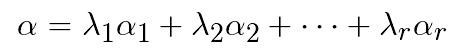 α = λ₁α₁ + λ₂α₂ + ⋯ + λᵣαᵣ